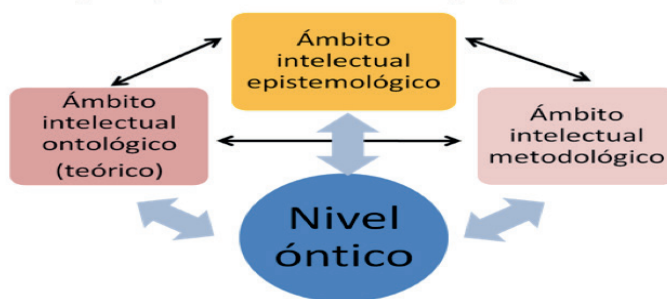 Ámbito
intelectual
epistemológico
Ámbito
intelectual
ontológico
(teórico)
Ámbito
intelectual
metodológico
Nivel
óntico